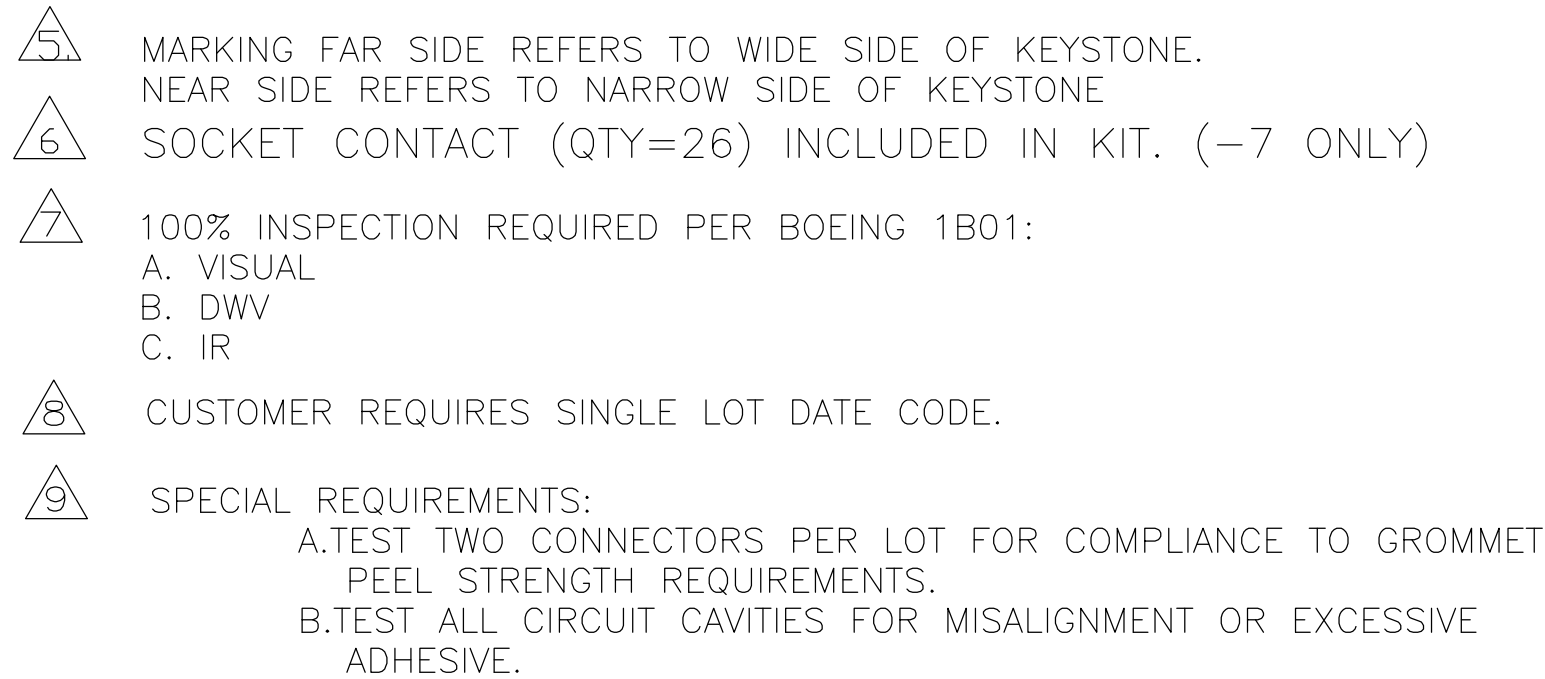 5. MARKING FAR SIDE REFERS TO WIDE SIDE OF KEYSTONE.
NEAR SIDE REFERS TO NARROW SIDE OF KEYSTONE
6 SOCKET CONTACT (QTY=26) INCLUDED IN KIT. (-7 ONLY)
7 100% INSPECTION REQUIRED PER BOEING 1B01:
A. VISUAL
B. DWV
C. IR
8 CUSTOMER REQUIRES SINGLE LOT DATE CODE.
9 SPECIAL REQUIREMENTS:
A.TEST TWO CONNECTORS PER LOT FOR COMPLIANCE TO GROMMET
PEEL STRENGTH REQUIREMENTS.
B.TEST ALL CIRCUIT CAVITIES FOR MISALIGNMENT OR EXCESSIVE
ADHESIVE.